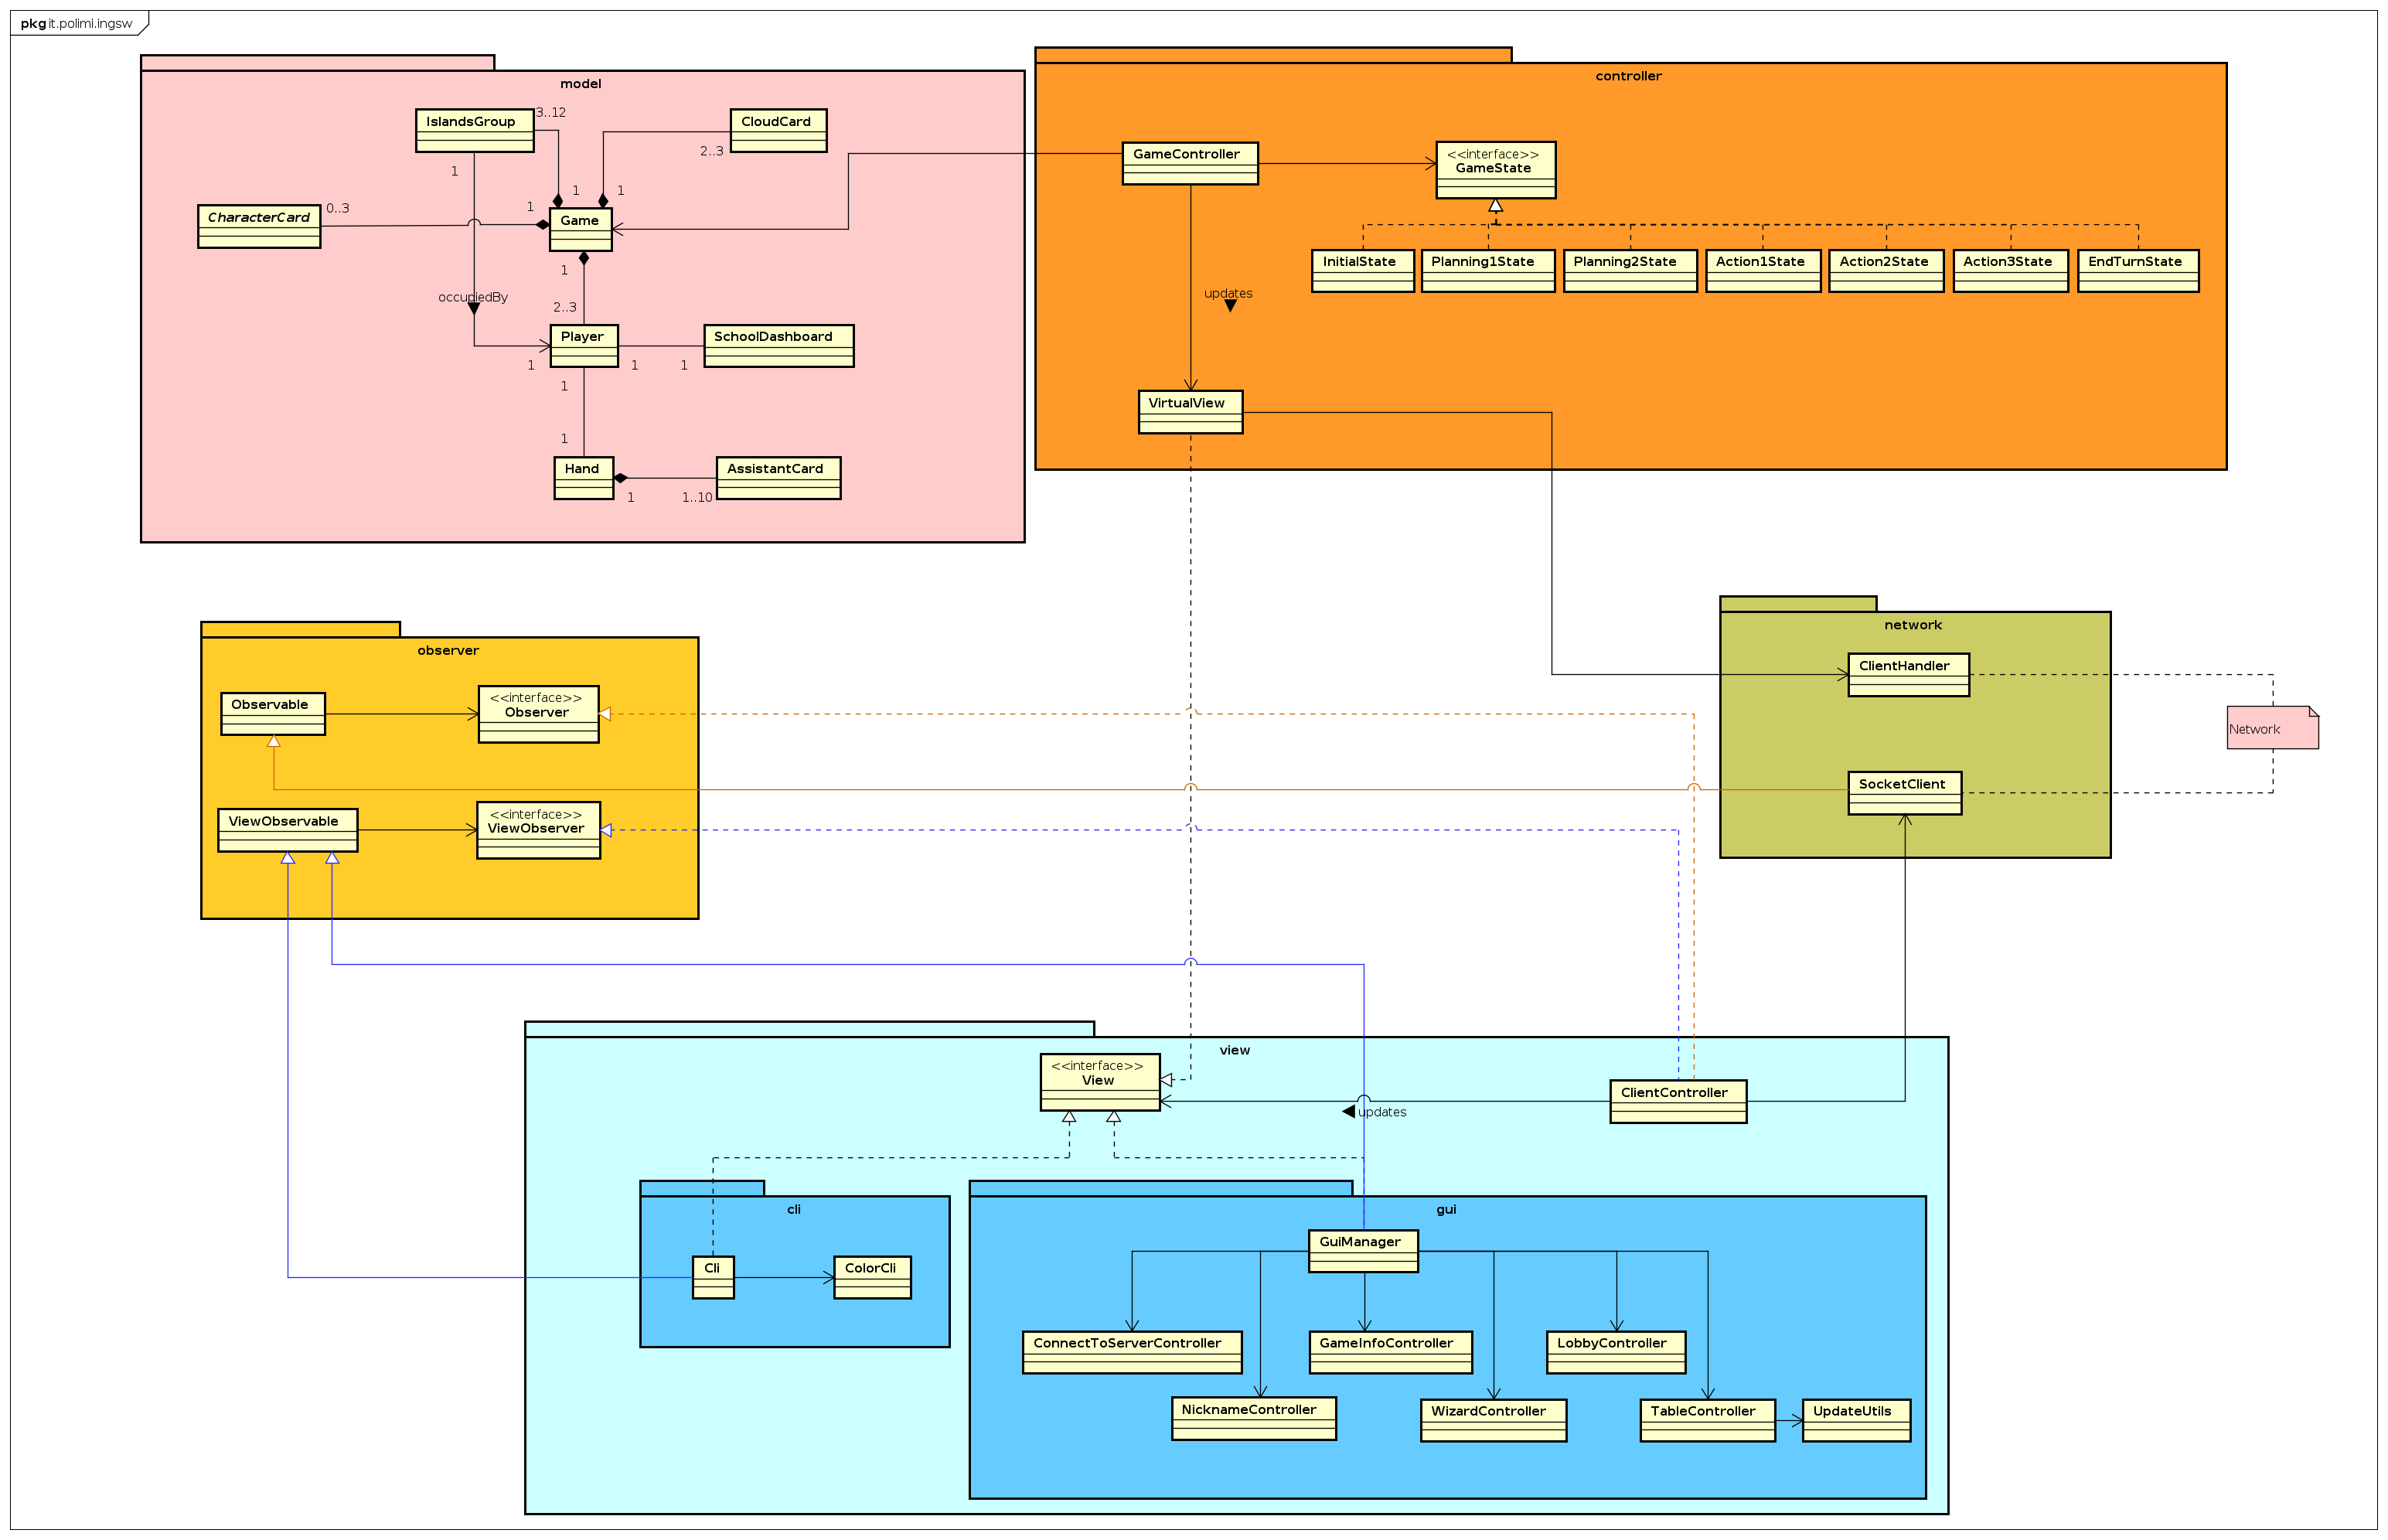 pkg it.polimi.ingsw
model
IslandsGroup
3..12
CloudCard
2..3
1
1
1
1
CharacterCard
0..3
Game
occupiedBy
1
2..3
Player
1
1
1
SchoolDashboard
1
1
Hand
1
1..10
AssistantCard
controller
GameController
<<interface>>
GameState
InitialState
Planning1State
Planning2State
Action1State
Action2State
Action3State
EndTurnState
updates
VirtualView
observer
Observable
<<interface>>
Observer
ViewObservable
<<interface>>
ViewObserver
network
ClientHandler
Network
SocketClient
view
<<interface>>
View
ClientController
updates
cli
Cli
ColorCli
gui
GuiManager
ConnectToServerController
GameInfoController
LobbyController
NicknameController
WizardController
TableController
UpdateUtils